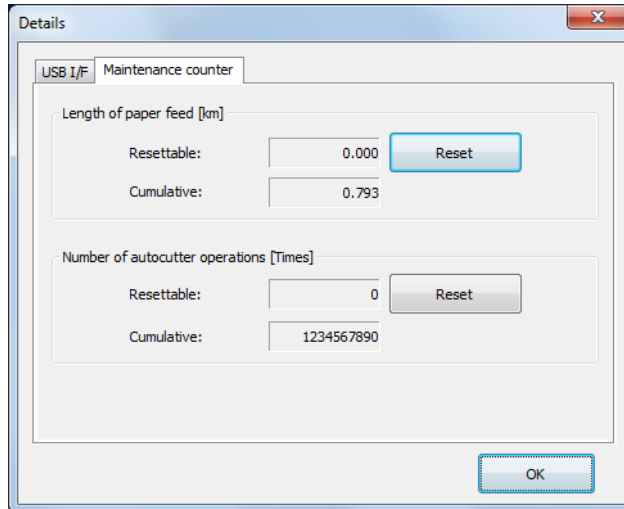 Details
USB I/F Maintenance counter
Length of paper feed [km]
Resettable: 0.000 Reset
Cumulative: 0.793
Number of autocutter operations [Times]
Resettable: 0 Reset
Cumulative: 1234567890
OK